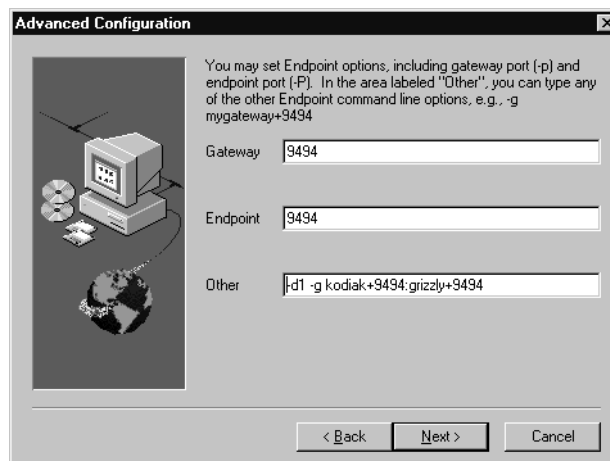 Advanced Configuration
You may set Endpoint options, including gateway port (-p) and
endpoint port (-P). In the area labeled "Other", you can type any
of the other Endpoint command line options, e.g., -g
mygateway+9494
Gateway 9494
Endpoint 9494
Other -d1 -g kodiak+9494:grizzly+9494
< Back Next > Cancel